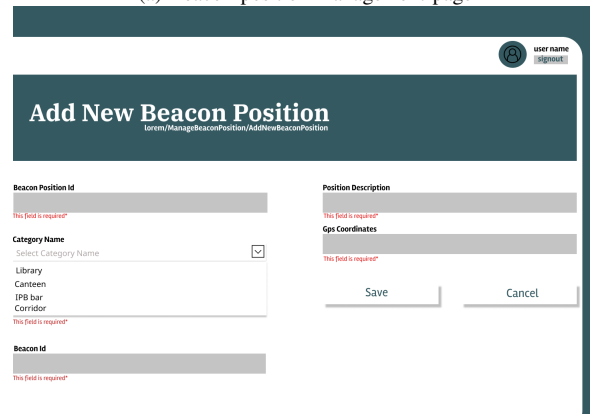 user name
signout
Add New Beacon Position
lorem/ManageBeaconPosition/AddNewBeaconPosition
Beacon Position Id
This field is required*
Category Name
Select Category Name
Library
Canteen
IPB bar
Corridor
This field is required*
Beacon Id
This field is required*
Position Description
This field is required*
Gps Coordinates
This field is required*
Save
Cancel